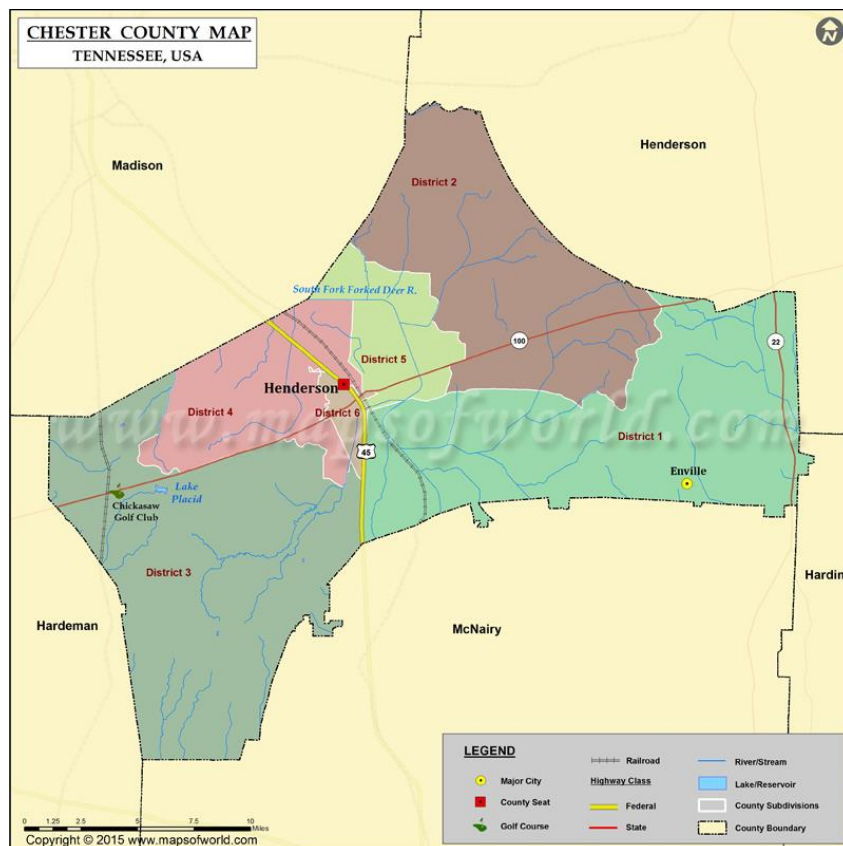 CHESTER COUNTY MAP
TENNESSEE, USA
N
Madison
Henderson
District 2
South Fork Forked Deer R.
100
22
District 5
Henderson
District 4
District 6
www.mapsofworld.com
District 1
45
Enville
Lake
Placid
Chickasaw
Golf Club
District 3
Hardin
Hardeman
McNairy
LEGEND
Major City
County Seat
Golf Course
Railroad
Highway Class
Federal
State
River/Stream
Lake/Reservoir
County Subdivisions
County Boundary
0 1.25 2.5 5 7.5 10
Miles
Copyright © 2015 www.mapsofworld.com